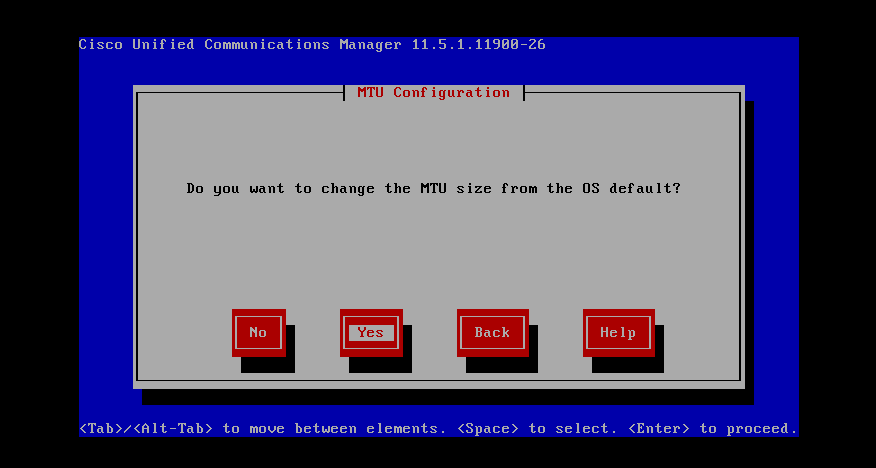 Cisco Unified Communications Manager 11.5.1.11900-26
MTU Configuration
Do you want to change the MTU size from the OS default?
No Yes Back Help
<Tab>/<Alt-Tab> to move between elements. <Space> to select. <Enter> to proceed.